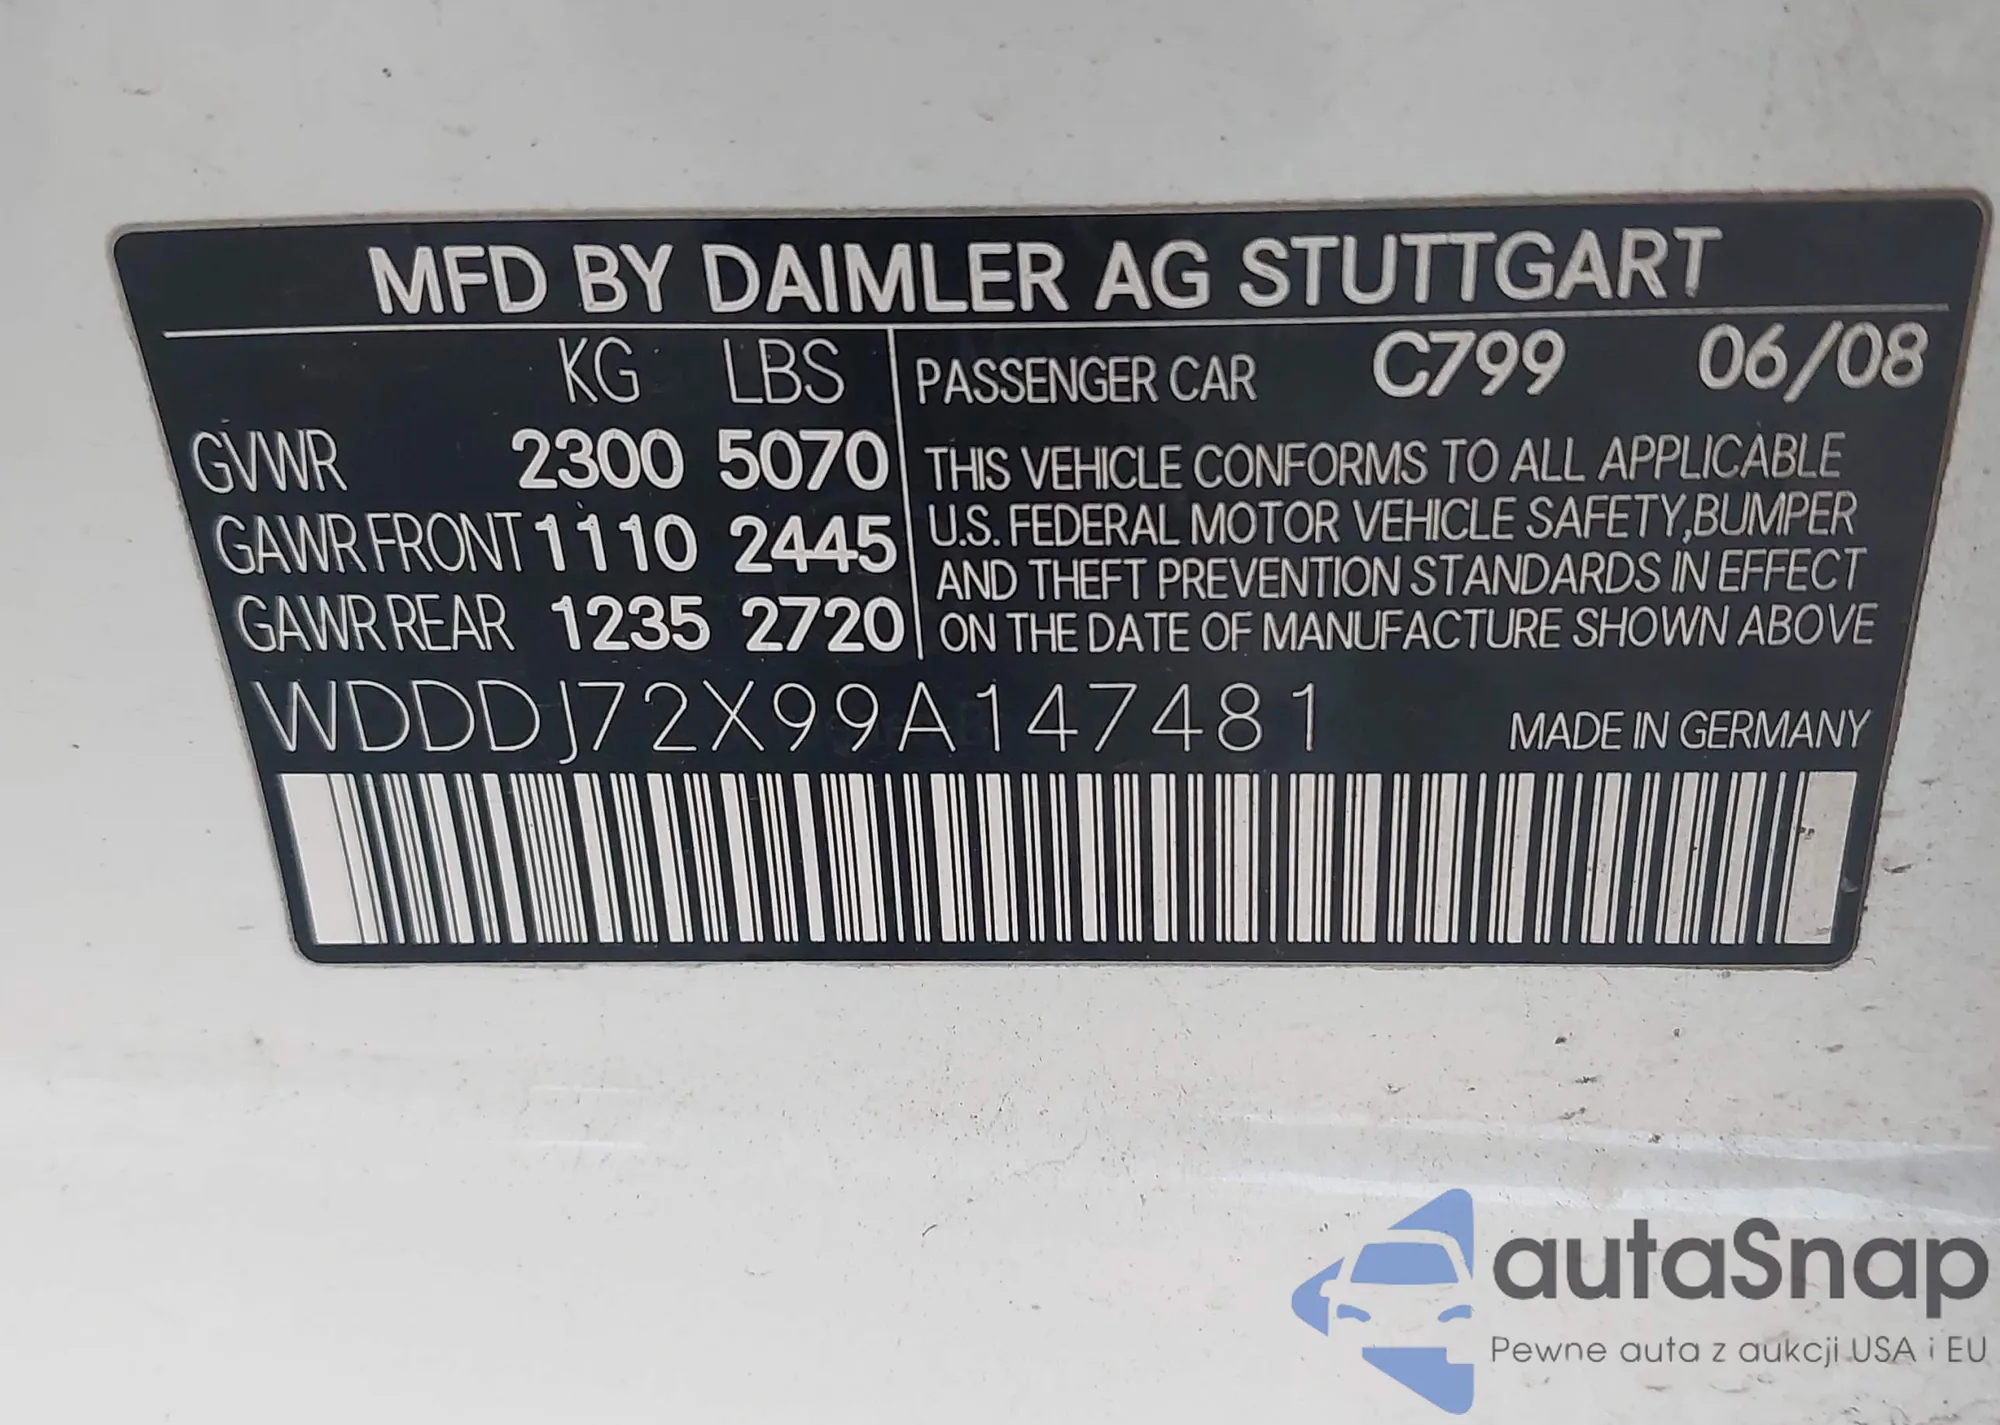 MFD BY DAIMLER AG STUTTGART
KG LBS
GVWR 2300 5070
GAWR FRONT 1110 2445
GAWR REAR 1235 2720
PASSENGER CAR C799 06/08
THIS VEHICLE CONFORMS TO ALL APPLICABLE
U.S. FEDERAL MOTOR VEHICLE SAFETY,BUMPER
AND THEFT PREVENTION STANDARDS IN EFFECT
ON THE DATE OF MANUFACTURE SHOWN ABOVE
WDDDJ72X99A147481
MADE IN GERMANY
autaSnap
Pewne auta z aukcji USA i EU